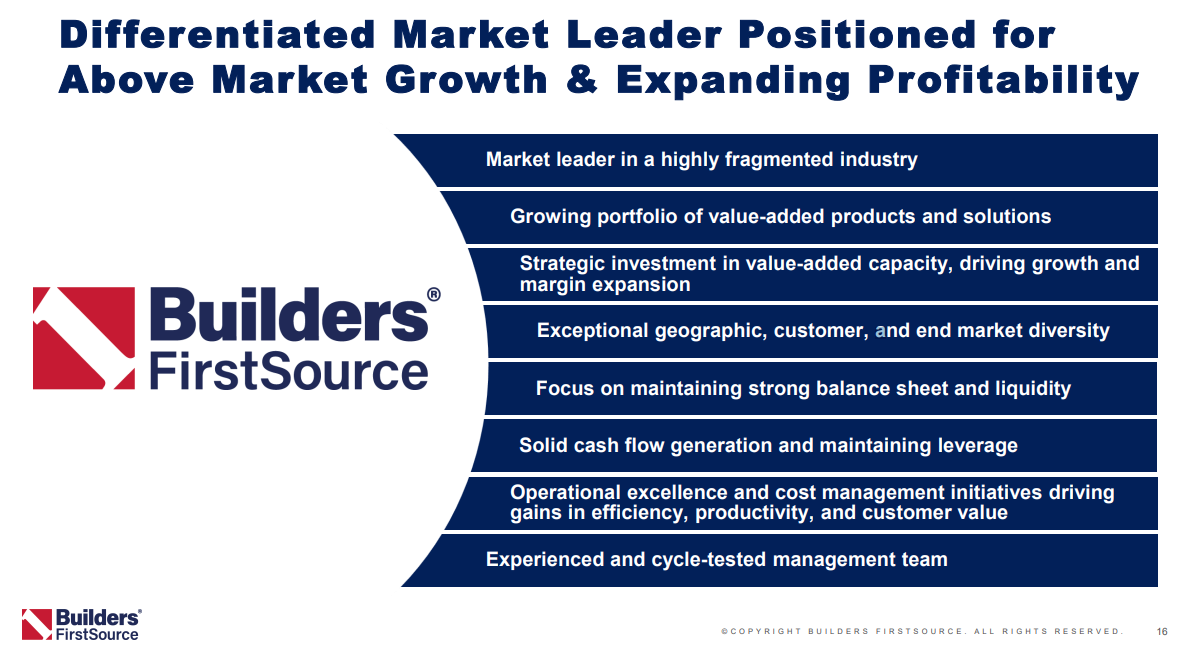 Differentiated Market Leader Positioned for
Above Market Growth & Expanding Profitability
Market leader in a highly fragmented industry
Growing portfolio of value-added products and solutions
Strategic investment in value-added capacity, driving growth and
margin expansion
Builders®
FirstSource
Exceptional geographic, customer, and end market diversity
Focus on maintaining strong balance sheet and liquidity
Solid cash flow generation and maintaining leverage
Operational excellence and cost management initiatives driving
gains in efficiency, productivity, and customer value
Experienced and cycle-tested management team
Builders®
FirstSource
©COPYRIGHT BUILDERS FIRSTSOURCE. ALL RIGHTS RESERVED. 16